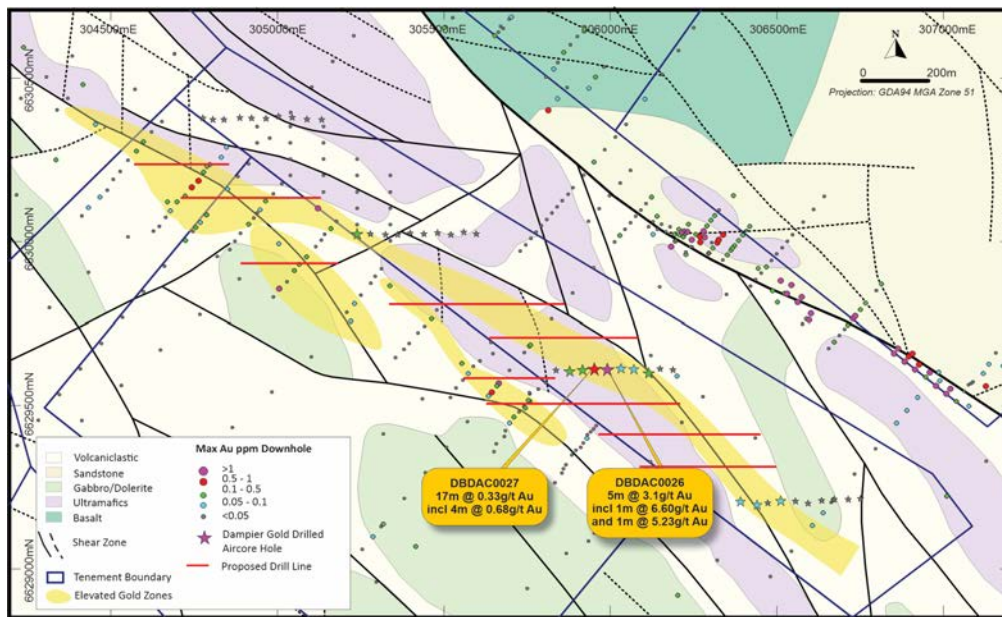 304500mE
305000mE
305500mE
306000mE
306500mE
307000mE
6630500mN
6630000mN
6629500mN
6629000mN
N
0 200m
Projection: GDA94 MGA Zone 51
DBDAC0027
17m @ 0.33g/t Au
incl 4m @ 0.68g/t Au
DBDAC0026
5m @ 3.1g/t Au
incl 1m @ 6.60g/t Au
and 1m @ 5.23g/t Au
Volcaniclastic
Sandstone
Gabbro/Dolerite
Ultramafics
Basalt
Shear Zone
Tenement Boundary
Elevated Gold Zones
Max Au ppm Downhole
>1
0.5 - 1
0.1 - 0.5
0.05 - 0.1
<0.05
Dampier Gold Drilled
Aircore Hole
Proposed Drill Line